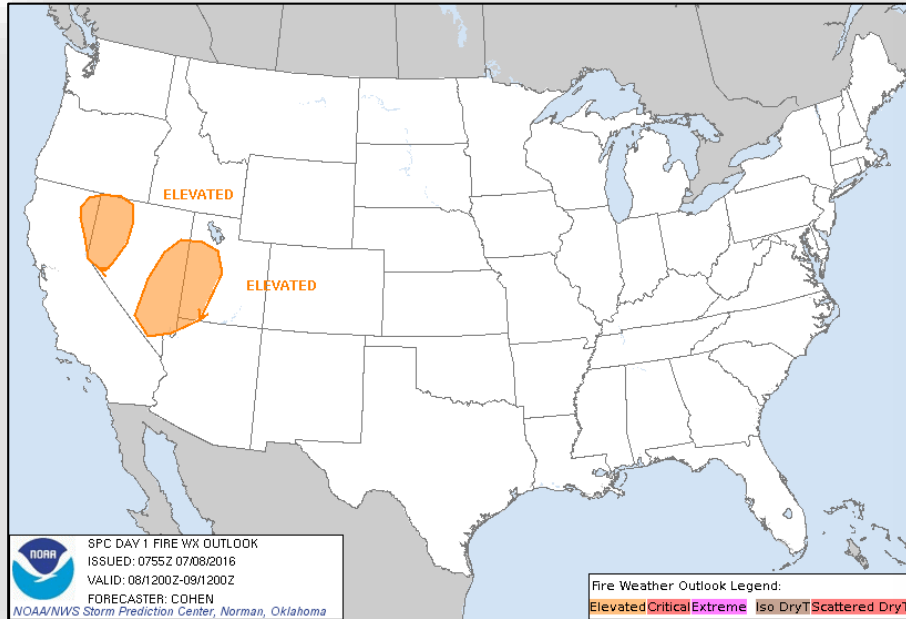 ELEVATED
ELEVATED
NOAA
SPC DAY 1 FIRE WX OUTLOOK
ISSUED: 0755Z 07/08/2016
VALID: 08/1200Z-09/1200Z
FORECASTER: COHEN
NOAA/NWS Storm Prediction Center, Norman, Oklahoma
Fire Weather Outlook Legend:
Elevated Critical Extreme Iso DryT Scattered DryT